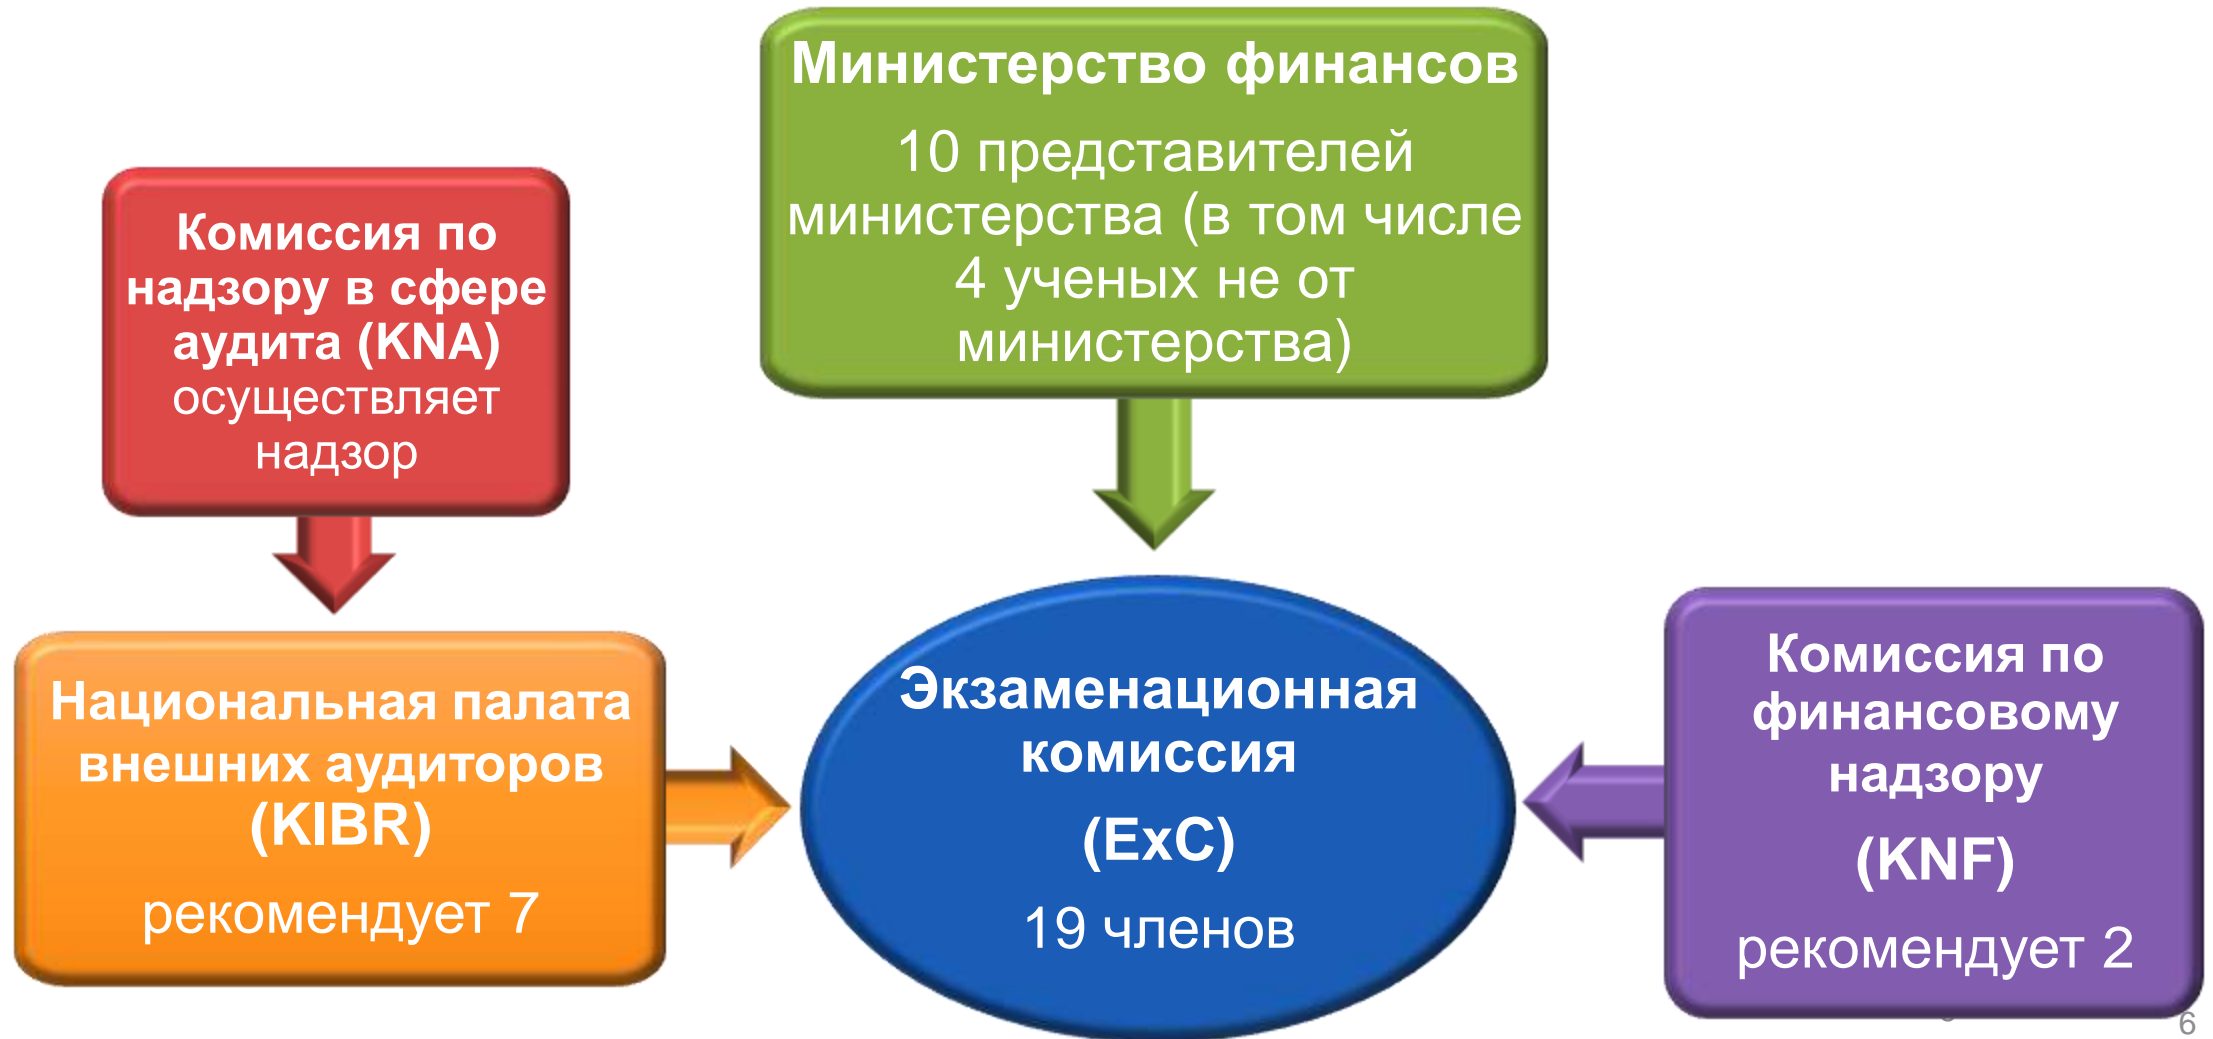 Министерство финансов
10 представителей
министерства (в том числе
4 ученых не от
министерства)
Комиссия по
надзору в сфере
аудита (KNA)
осуществляет
надзор
Национальная палата
внешних аудиторов
(KIBR)
рекомендует 7
Экзаменационная
комиссия
(ExC)
19 членов
Комиссия по
финансовому
надзору
(KNF)
рекомендует 2
6